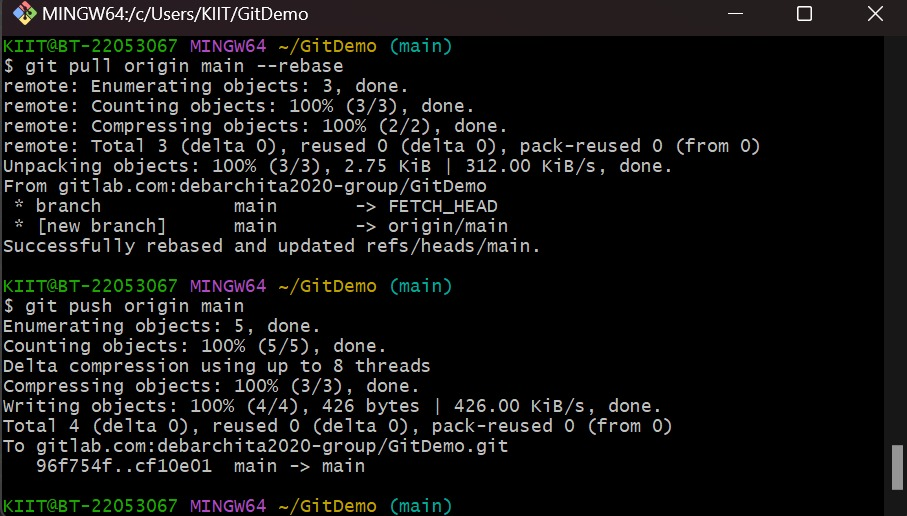 MINGW64:/c/Users/KIIT/GitDemo
KIIT@BT-22053067 MINGW64 ~/GitDemo (main)
$ git pull origin main --rebase
remote: Enumerating objects: 3, done.
remote: Counting objects: 100% (3/3), done.
remote: Compressing objects: 100% (2/2), done.
remote: Total 3 (delta 0), reused 0 (delta 0), pack-reused 0 (from 0)
Unpacking objects: 100% (3/3), 2.75 KiB | 312.00 KiB/s, done.
From gitlab.com:debarchita2020-group/GitDemo
 * branch            main       -> FETCH_HEAD
 * [new branch]      main       -> origin/main
Successfully rebased and updated refs/heads/main.
KIIT@BT-22053067 MINGW64 ~/GitDemo (main)
$ git push origin main
Enumerating objects: 5, done.
Counting objects: 100% (5/5), done.
Delta compression using up to 8 threads
Compressing objects: 100% (3/3), done.
Writing objects: 100% (4/4), 426 bytes | 426.00 KiB/s, done.
Total 4 (delta 0), reused 0 (delta 0), pack-reused 0 (from 0)
To gitlab.com:debarchita2020-group/GitDemo.git
   96f754f..cf10e01  main -> main
KIIT@BT-22053067 MINGW64 ~/GitDemo (main)